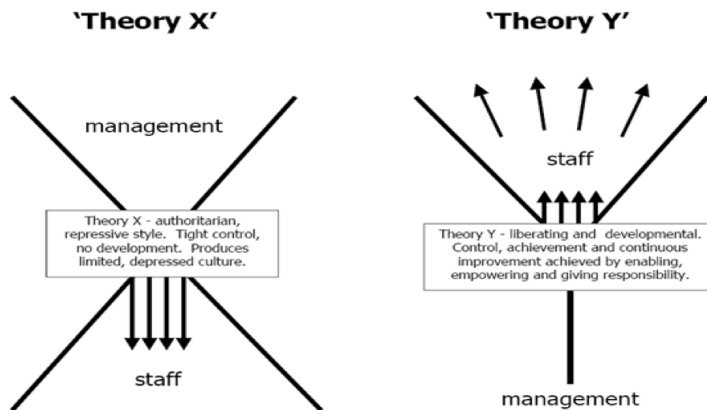 'Theory X'
management
Theory X - authoritarian,
repressive style. Tight control,
no development. Produces
limited, depressed culture.
staff
'Theory Y'
staff
Theory Y - liberating and developmental.
Control, achievement and continuous
improvement achieved by enabling,
empowering and giving responsibility.
management